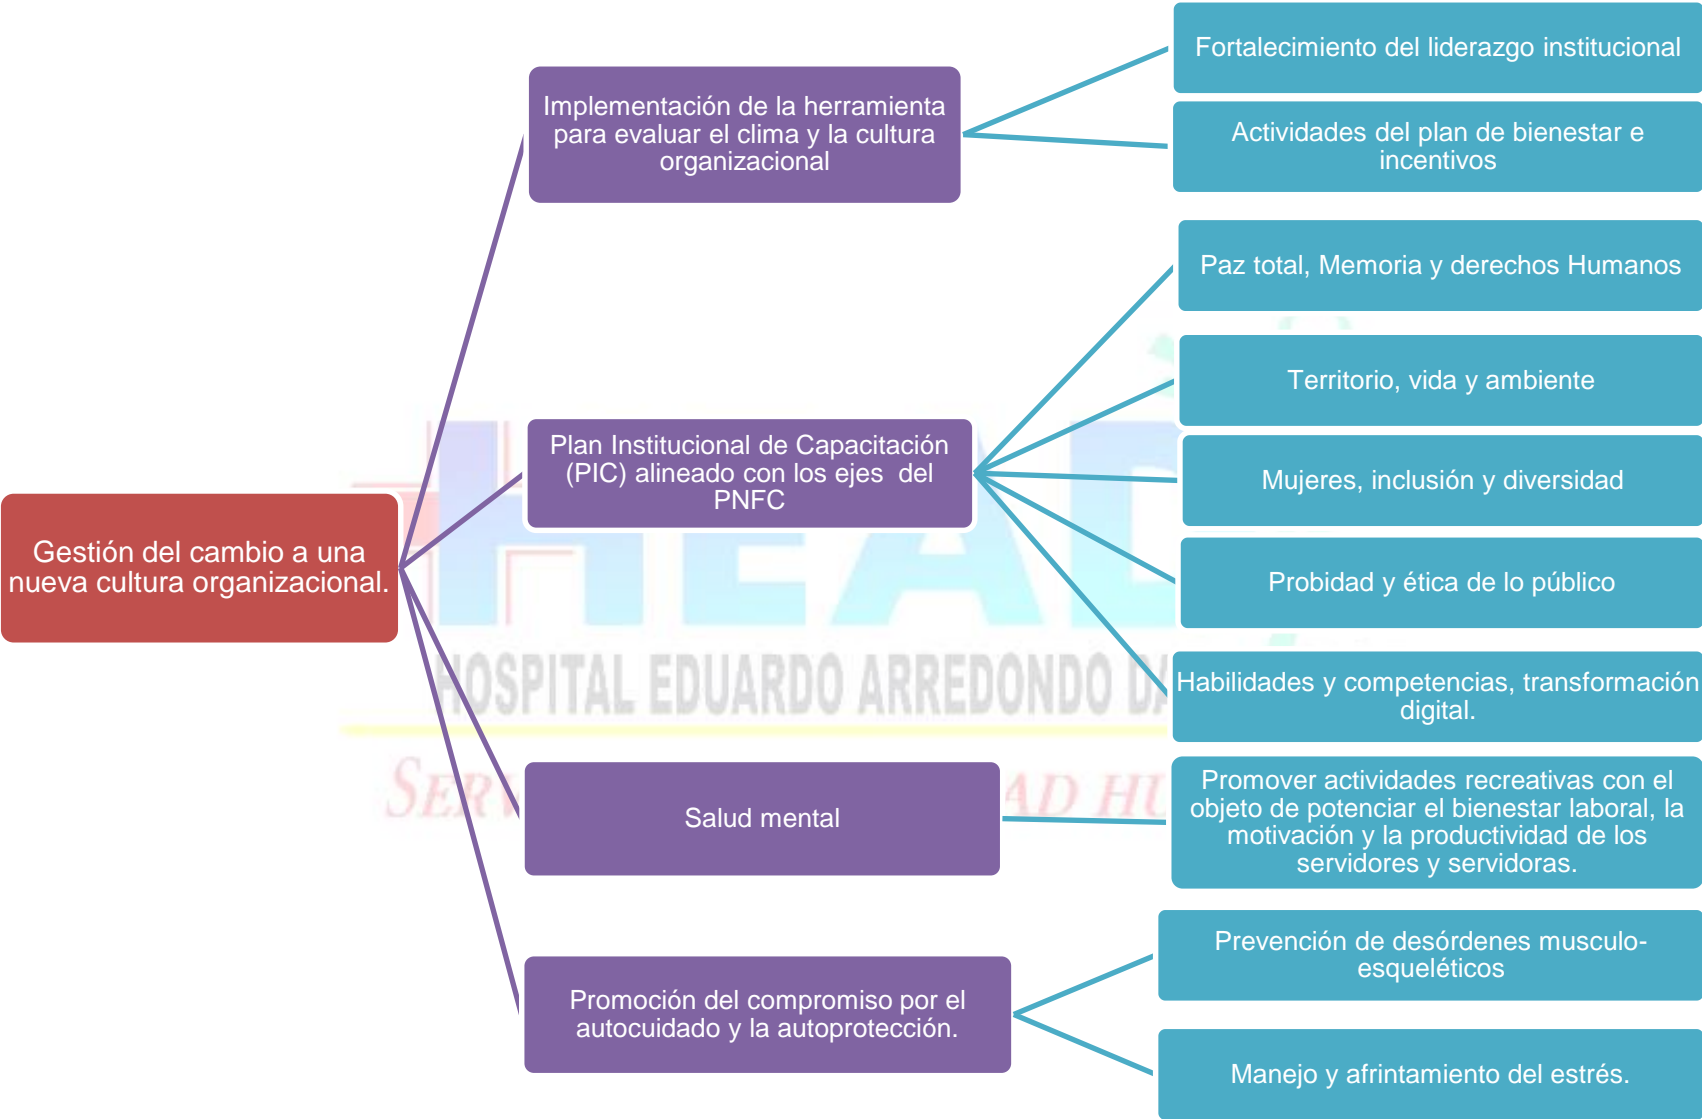 Gestión del cambio a una
nueva cultura organizacional.
Implementación de la herramienta
para evaluar el clima y la cultura
organizacional
Fortalecimiento del liderazgo institucional
Actividades del plan de bienestar e
incentivos
Plan Institucional de Capacitación
(PIC) alineado con los ejes  del
PNFC
Paz total, Memoria y derechos Humanos
Territorio, vida y ambiente
Mujeres, inclusión y diversidad
Probidad y ética de lo público
Habilidades y competencias, transformación
digital.
Salud mental
Promover actividades recreativas con el
objeto de potenciar el bienestar laboral, la
motivación y la productividad de los
servidores y servidoras.
Promoción del compromiso por el
autocuidado y la autoprotección.
Prevención de desórdenes musculo-
esqueléticos
Manejo y afrintamiento del estrés.
HEAD
HOSPITAL EDUARDO ARREDONDO